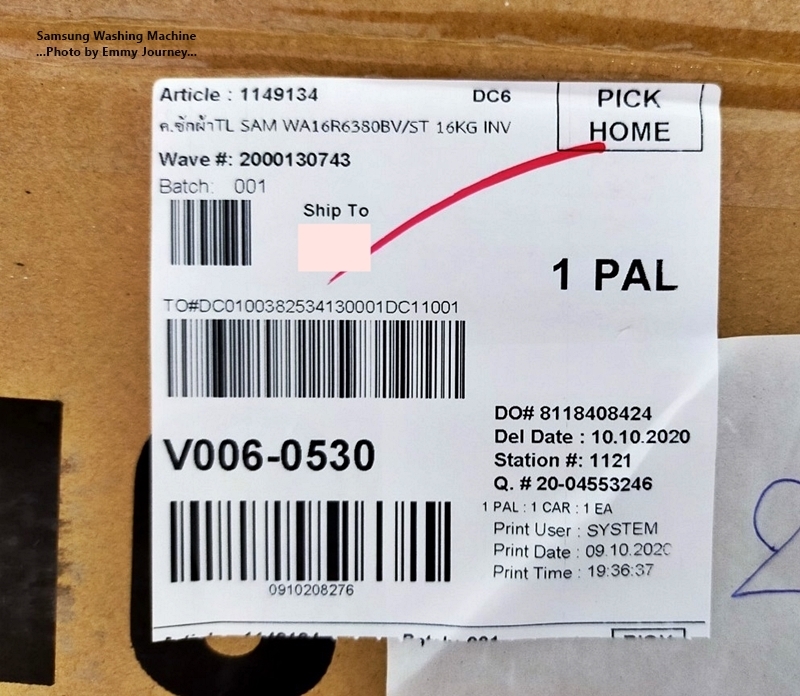 Samsung Washing Machine
...Photo by Emmy Journey...
Article : 1149134 DC6 PICK
HOME
ค.ซักผ้าTL SAM WA16R6380BV/ST 16KG INV
Wave #: 2000130743
Batch: 001
Ship To
1 PAL
TO#DC0100382534130001DC11001
DO# 8118408424
Del Date : 10.10.2020
V006-0530
Station #: 1121
Q. # 20-04553246
1 PAL : 1 CAR : 1 EA
Print User : SYSTEM
Print Date : 09.10.2020
Print Time : 19:36:37
0910208276
2